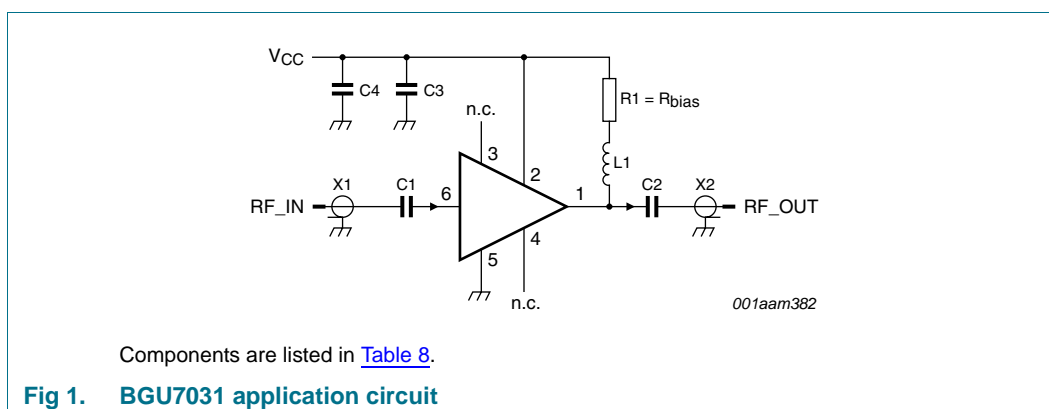 VCC
C4
C3
R1 = Rbias
n.c.
3
L1
2
X1
C1
6
1
C2
X2
RF_IN
RF_OUT
4
5
n.c.
001aam382
Components are listed in Table 8.
Fig 1. BGU7031 application circuit